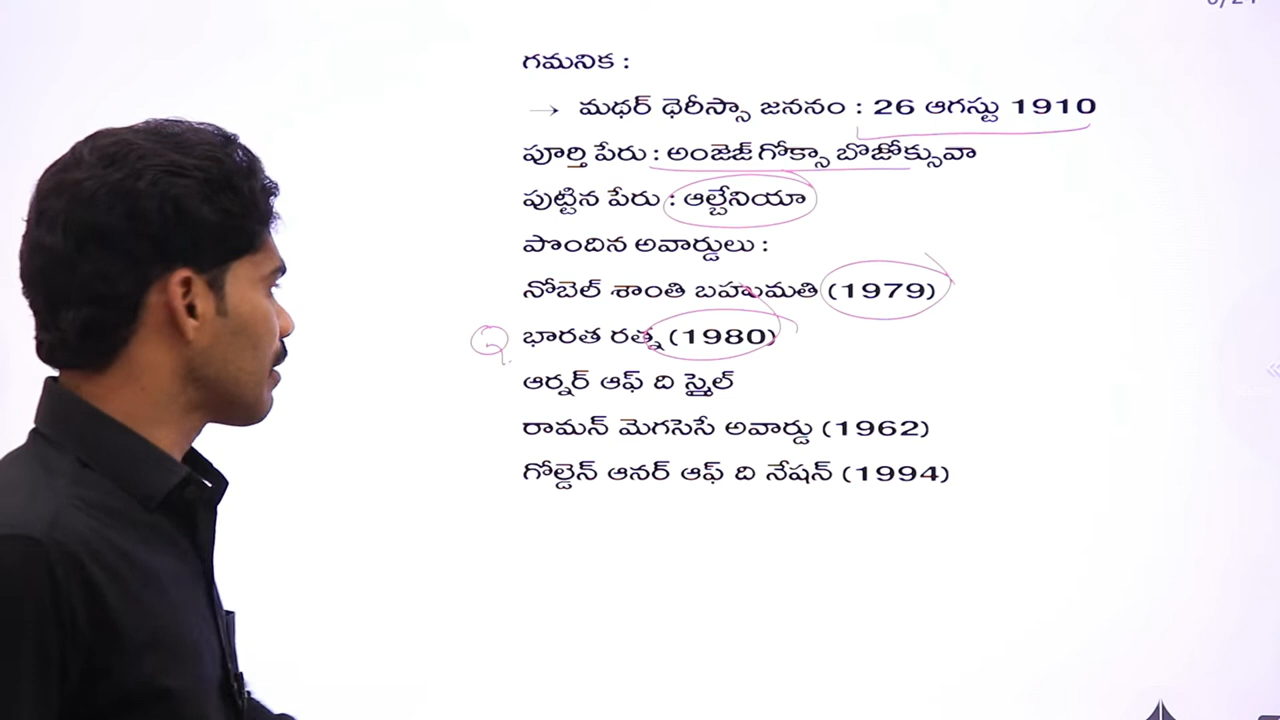 గమనిక :
→ మథర్ థెరీస్సా జననం : 26 ఆగస్టు 1910
పూర్తి పేరు : అంజెజ్ గోక్సా బొజోక్సువా
పుట్టిన పేరు : ఆల్బేనియా
పొందిన అవార్డులు :
నోబెల్ శాంతి బహుమతి (1979)
Q. భారత రత్న (1980)
ఆర్నర్ ఆఫ్ ది స్మైల్
రామన్ మెగసెసే అవార్డు (1962)
గోల్డెన్ ఆనర్ ఆఫ్ ది నేషన్ (1994)